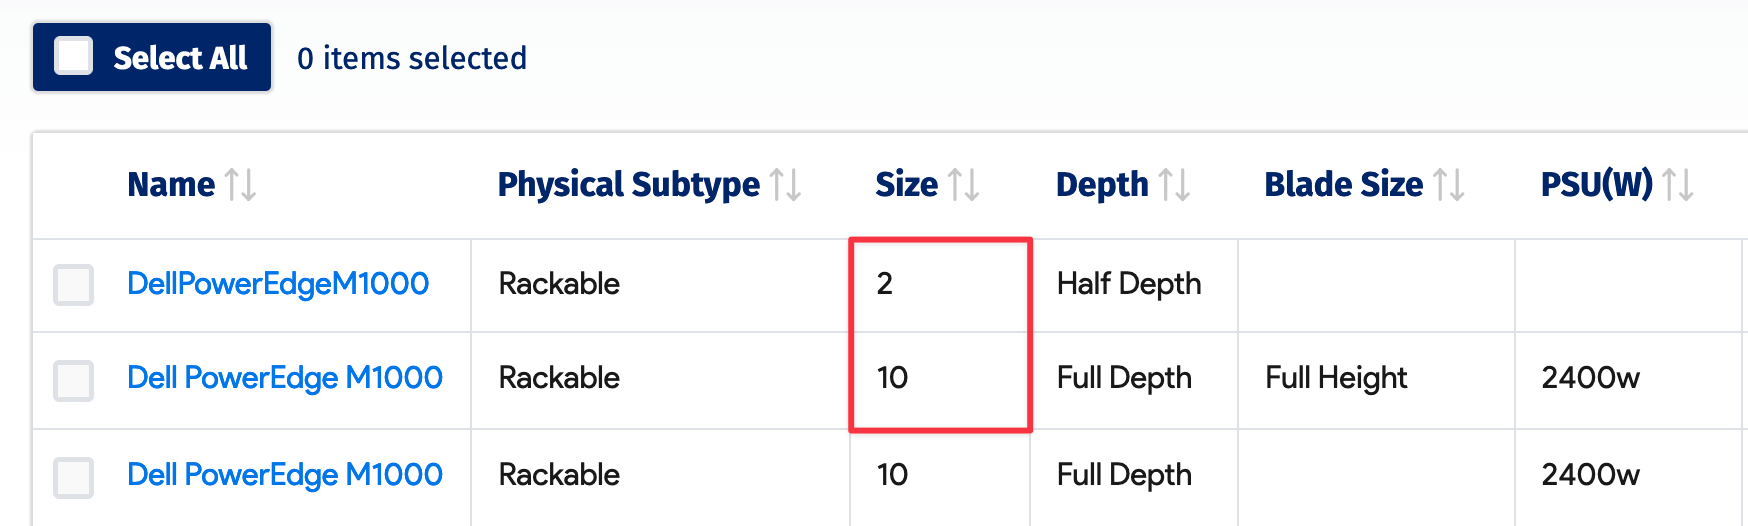 Select All 0 items selected
Name Physical Subtype Size Depth Blade Size PSU(W)
DellPowerEdgeM1000 Rackable 2 Half Depth
Dell PowerEdge M1000 Rackable 10 Full Depth Full Height 2400w
Dell PowerEdge M1000 Rackable 10 Full Depth 2400w